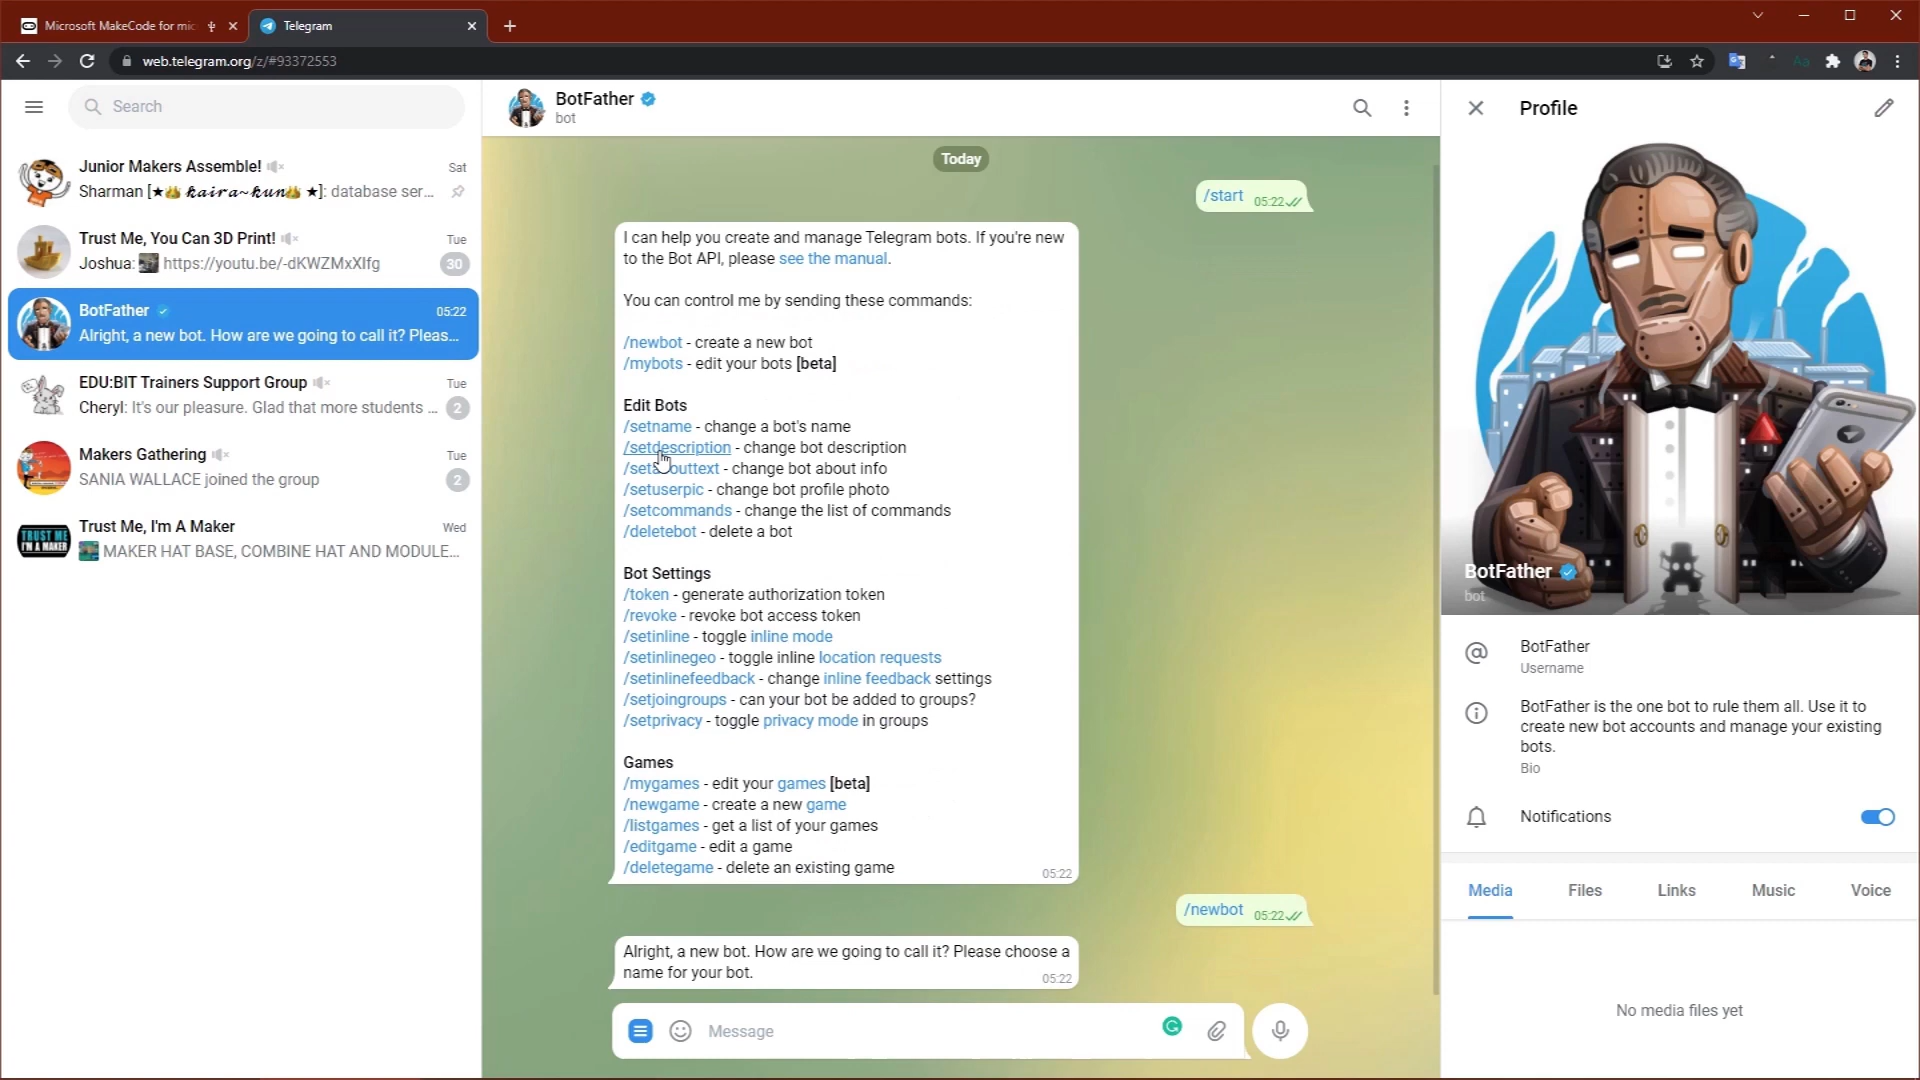 Microsoft MakeCode for mic
Telegram
web.telegram.org/z/#93372553
Search
Junior Makers Assemble!
Sat
Sharman [★👑 𝓴𝓪𝓲𝓻𝓪~𝓴𝓾𝓷👑 ★]: database ser...
Trust Me, You Can 3D Print!
Tue
Joshua: https://youtu.be/-dKWZMxXIfg
30
BotFather
05:22
Alright, a new bot. How are we going to call it? Pleas...
EDU:BIT Trainers Support Group
Tue
Cheryl: It's our pleasure. Glad that more students ...
2
Makers Gathering
Tue
SANIA WALLACE joined the group
2
TRUST ME I'M A MAKER
Trust Me, I'm A Maker
Wed
MAKER HAT BASE, COMBINE HAT AND MODULE...
BotFather
bot
Today
/start 05:22
I can help you create and manage Telegram bots. If you're new
to the Bot API, please see the manual.
You can control me by sending these commands:
/newbot - create a new bot
/mybots - edit your bots [beta]
Edit Bots
/setname - change a bot's name
/setdescription - change bot description
/setabouttext - change bot about info
/setuserpic - change bot profile photo
/setcommands - change the list of commands
/deletebot - delete a bot
Bot Settings
/token - generate authorization token
/revoke - revoke bot access token
/setinline - toggle inline mode
/setinlinegeo - toggle inline location requests
/setinlinefeedback - change inline feedback settings
/setjoingroups - can your bot be added to groups?
/setprivacy - toggle privacy mode in groups
Games
/mygames - edit your games [beta]
/newgame - create a new game
/listgames - get a list of your games
/editgame - edit a game
/deletegame - delete an existing game
05:22
/newbot 05:22
Alright, a new bot. How are we going to call it? Please choose a
name for your bot.
05:22
Message
Profile
BotFather
bot
BotFather
Username
BotFather is the one bot to rule them all. Use it to
create new bot accounts and manage your existing
bots.
Bio
Notifications
Media
Files
Links
Music
Voice
No media files yet